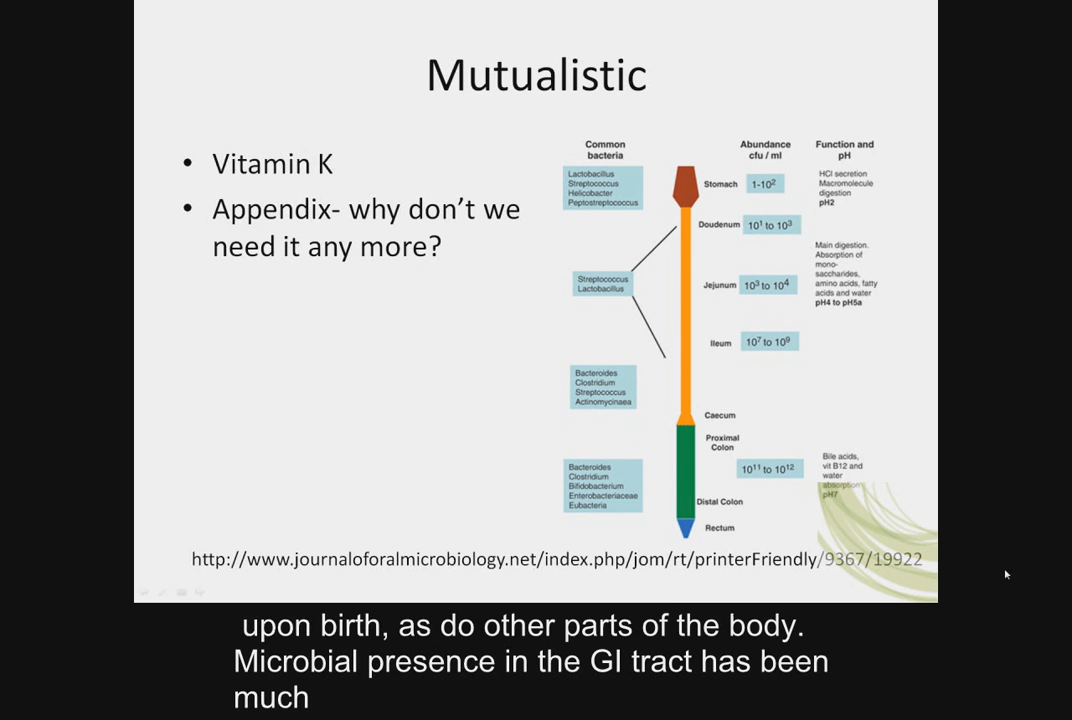 Mutualistic
• Vitamin K
• Appendix- why don't we
need it any more?
Common
bacteria
Abundance
cfu / ml
Function and
pH
Lactobacillus
Streptococcus
Helicobacter
Peptostreptococcus
Stomach
1-10²
HCl secretion
Macromolecule
digestion
pH2
Doudenum
10¹ to 10³
Streptococcus
Lactobacillus
Jejunum
10³ to 10⁴
Main digestion.
Absorption of
mono-
saccharides,
amino acids, fatty
acids and water
pH4 to pH5a
Ileum
10⁷ to 10⁹
Bacteroides
Clostridium
Streptococcus
Actinomycinaea
Caecum
Proximal
Colon
Bacteroides
Clostridium
Bifidobacterium
Enterobacteriaceae
Eubacteria
10¹¹ to 10¹²
Bile acids,
vit B12 and
water
absorption
pH7
Distal Colon
Rectum
http://www.journaloforalmicrobiology.net/index.php/jom/rt/printerFriendly/9367/19922
upon birth, as do other parts of the body.
Microbial presence in the GI tract has been
much